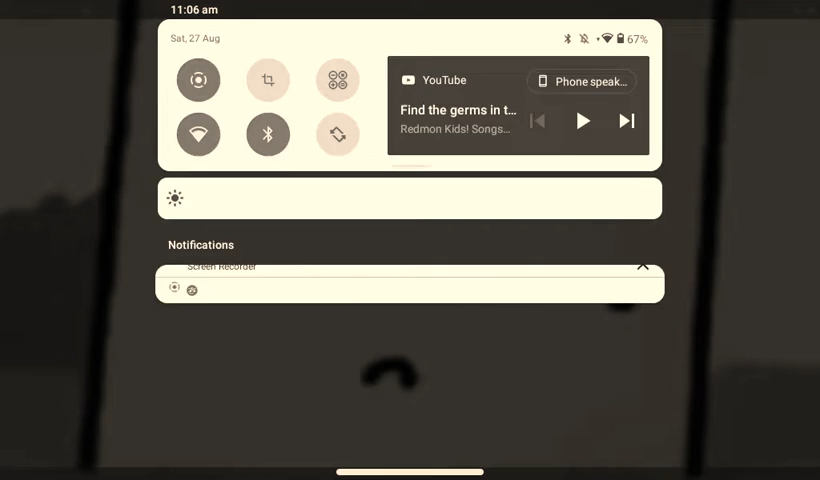 11:06 am
Sat, 27 Aug
67%
YouTube
Phone speak...
Find the germs in t...
Redmon Kids! Songs...
Notifications
Screen Recorder